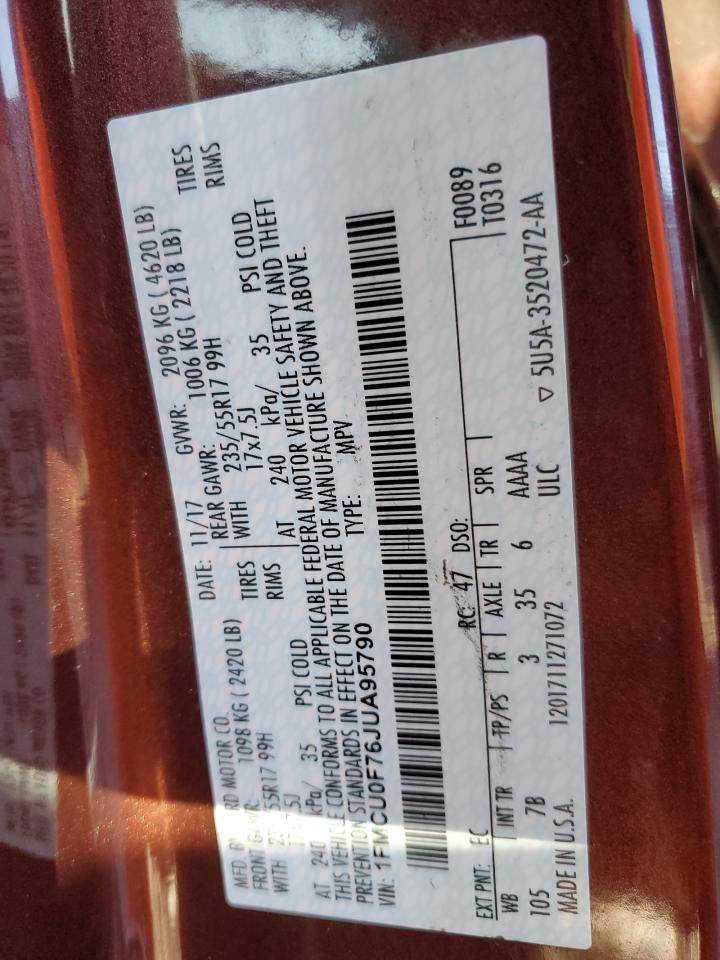 MFD. BY RD MOTOR CO.
DATE: 11/17 GVWR: 2096 KG ( 4620 LB)
FRONT GAWR: 1098 KG ( 2420 LB)
REAR GAWR: 1006 KG ( 2218 LB)
WITH 55R17 99H TIRES
WITH 235/55R17 99H TIRES
17x7.5J RIMS
17x7.5J RIMS
AT 240 kPa/ 35 PSI COLD
AT 240 kPa/ 35 PSI COLD
THIS VEHICLE CONFORMS TO ALL APPLICABLE FEDERAL MOTOR VEHICLE SAFETY AND THEFT
PREVENTION STANDARDS IN EFFECT ON THE DATE OF MANUFACTURE SHOWN ABOVE.
VIN: 1FMCU0F76JUA95790
TYPE: MPV
F0089
T0316
EXT PNT: EC RC: 47 DSO:
WB INT TR TP/PS R AXLE TR SPR
105 7B 3 35 6 AAAA
ULC
MADE IN U.S.A. 1201711271072
▽ 5U5A-3520472-AA